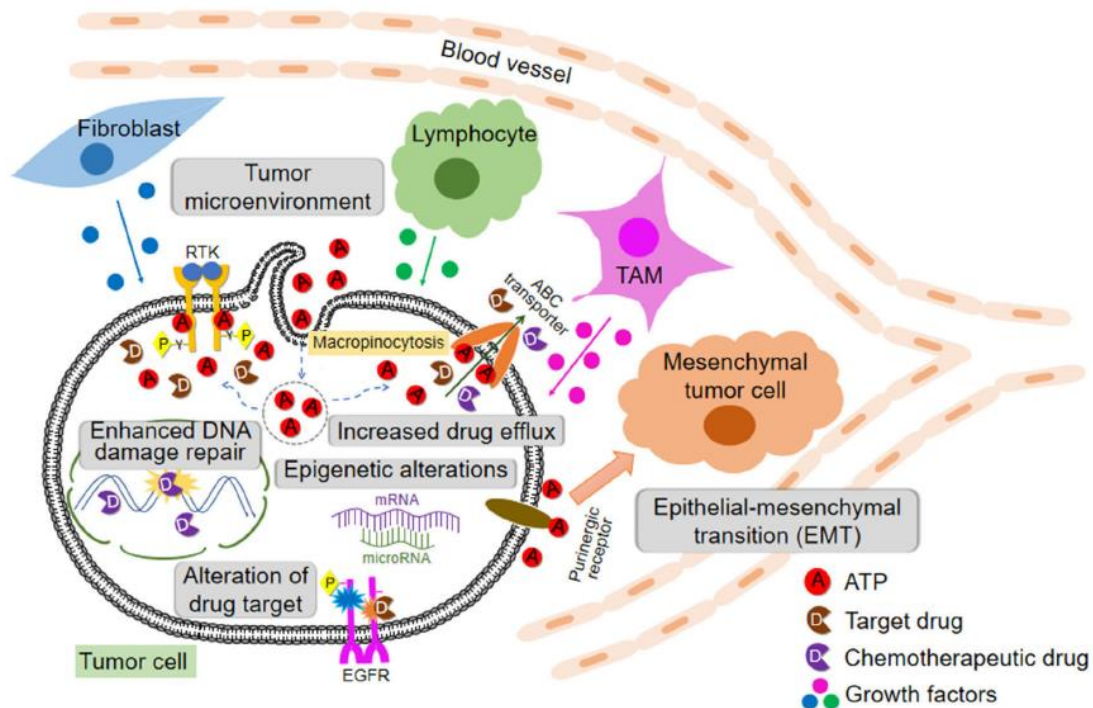 Blood vessel
Fibroblast
Lymphocyte
Tumor
microenvironment
RTK
A
A
A
A
TAM
D
ABC
transporter
D
A
A
P
Y
Y
P
Macropinocytosis
D
A
A
D
A
D
A
D
A
A
A
D
A
D
A
A
A
Mesenchymal
tumor cell
Enhanced DNA
damage repair
Increased drug efflux
D
D
D
Epigenetic alterations
mRNA
microRNA
A
A
A
Purinergic
receptor
Epithelial-mesenchymal
transition (EMT)
Alteration of
drug target
P
D
EGFR
Tumor cell
A ATP
D Target drug
D Chemotherapeutic drug
Growth factors